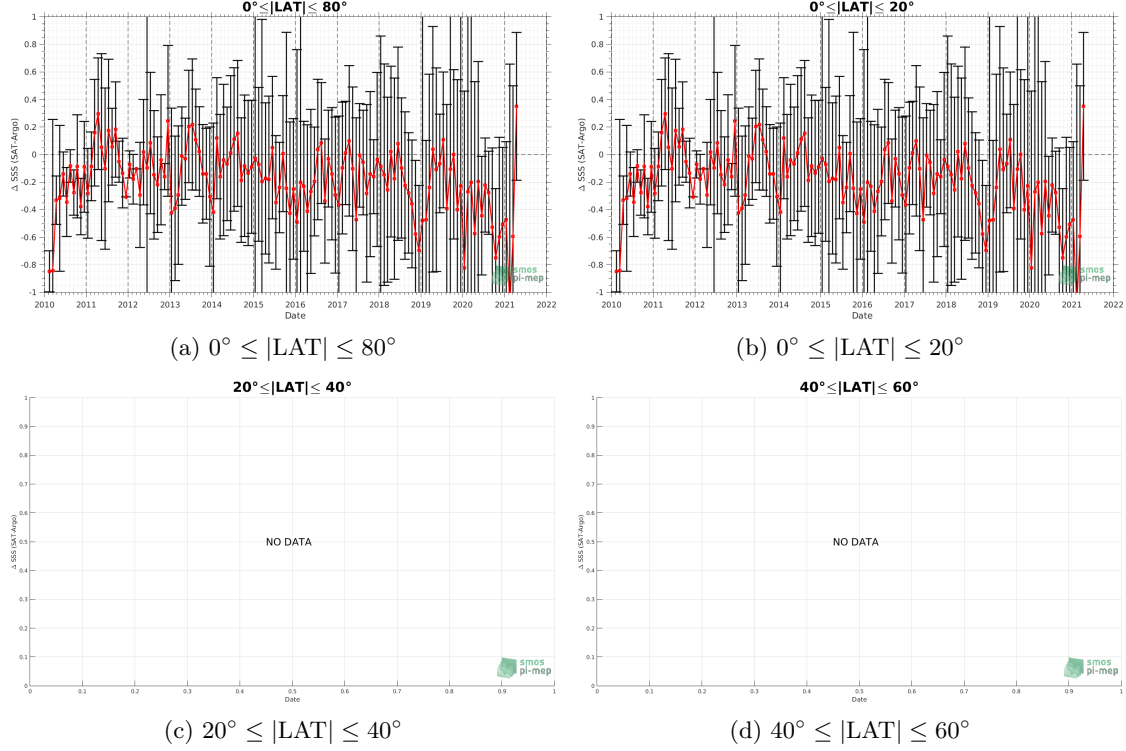 0°≤|LAT|≤ 80°
1
0.8
0.6
0.4
0.2
0
-0.2
-0.4
-0.6
-0.8
-1
Δ SSS (SAT-Argo)
2010 2011 2012 2013 2014 2015 2016 2017 2018 2019 2020 2021 2022
Date
smos
pi-mep
(a) 0° ≤ |LAT| ≤ 80°
0°≤|LAT|≤ 20°
1
0.8
0.6
0.4
0.2
0
-0.2
-0.4
-0.6
-0.8
-1
Δ SSS (SAT-Argo)
2010 2011 2012 2013 2014 2015 2016 2017 2018 2019 2020 2021 2022
Date
smos
pi-mep
(b) 0° ≤ |LAT| ≤ 20°
20°≤|LAT|≤ 40°
1
0.9
0.8
0.7
0.6
0.5
0.4
0.3
0.2
0.1
0
Δ SSS (SAT-Argo)
NO DATA
0 0.1 0.2 0.3 0.4 0.5 0.6 0.7 0.8 0.9 1
Date
smos
pi-mep
(c) 20° ≤ |LAT| ≤ 40°
40°≤|LAT|≤ 60°
1
0.9
0.8
0.7
0.6
0.5
0.4
0.3
0.2
0.1
0
Δ SSS (SAT-Argo)
NO DATA
0 0.1 0.2 0.3 0.4 0.5 0.6 0.7 0.8 0.9 1
Date
smos
pi-mep
(d) 40° ≤ |LAT| ≤ 60°